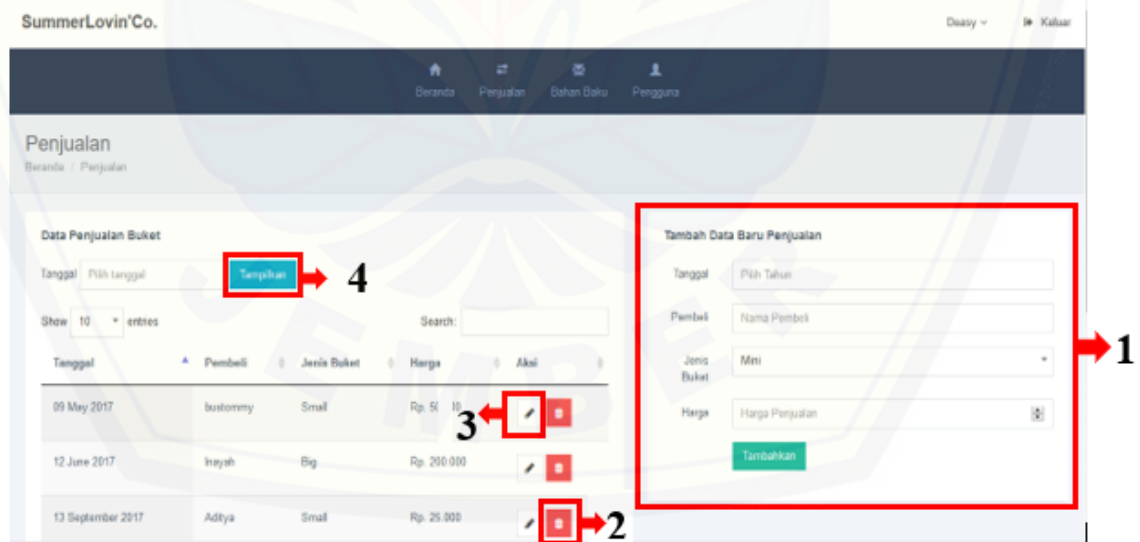 SummerLovin'Co.
Deasy
Keluar
Beranda Penjualan Bahan Baku Pengguna
Penjualan
Beranda / Penjualan
Data Penjualan Buket
Tanggal Pilih tanggal Tampilkan
4
Show 10 entries
Search:
Tanggal Pembeli Jenis Buket Harga Aksi
09 May 2017 bustommy Small Rp.
3
12 June 2017 Inayah Big Rp. 200.000
13 September 2017 Aditya Small Rp. 25.000
2
Tambah Data Baru Penjualan
Tanggal Pilih Tahun
Pembeli Nama Pembeli
Jenis Buket Mini
Harga Harga Penjualan
Tambahkan
1
JEMBER